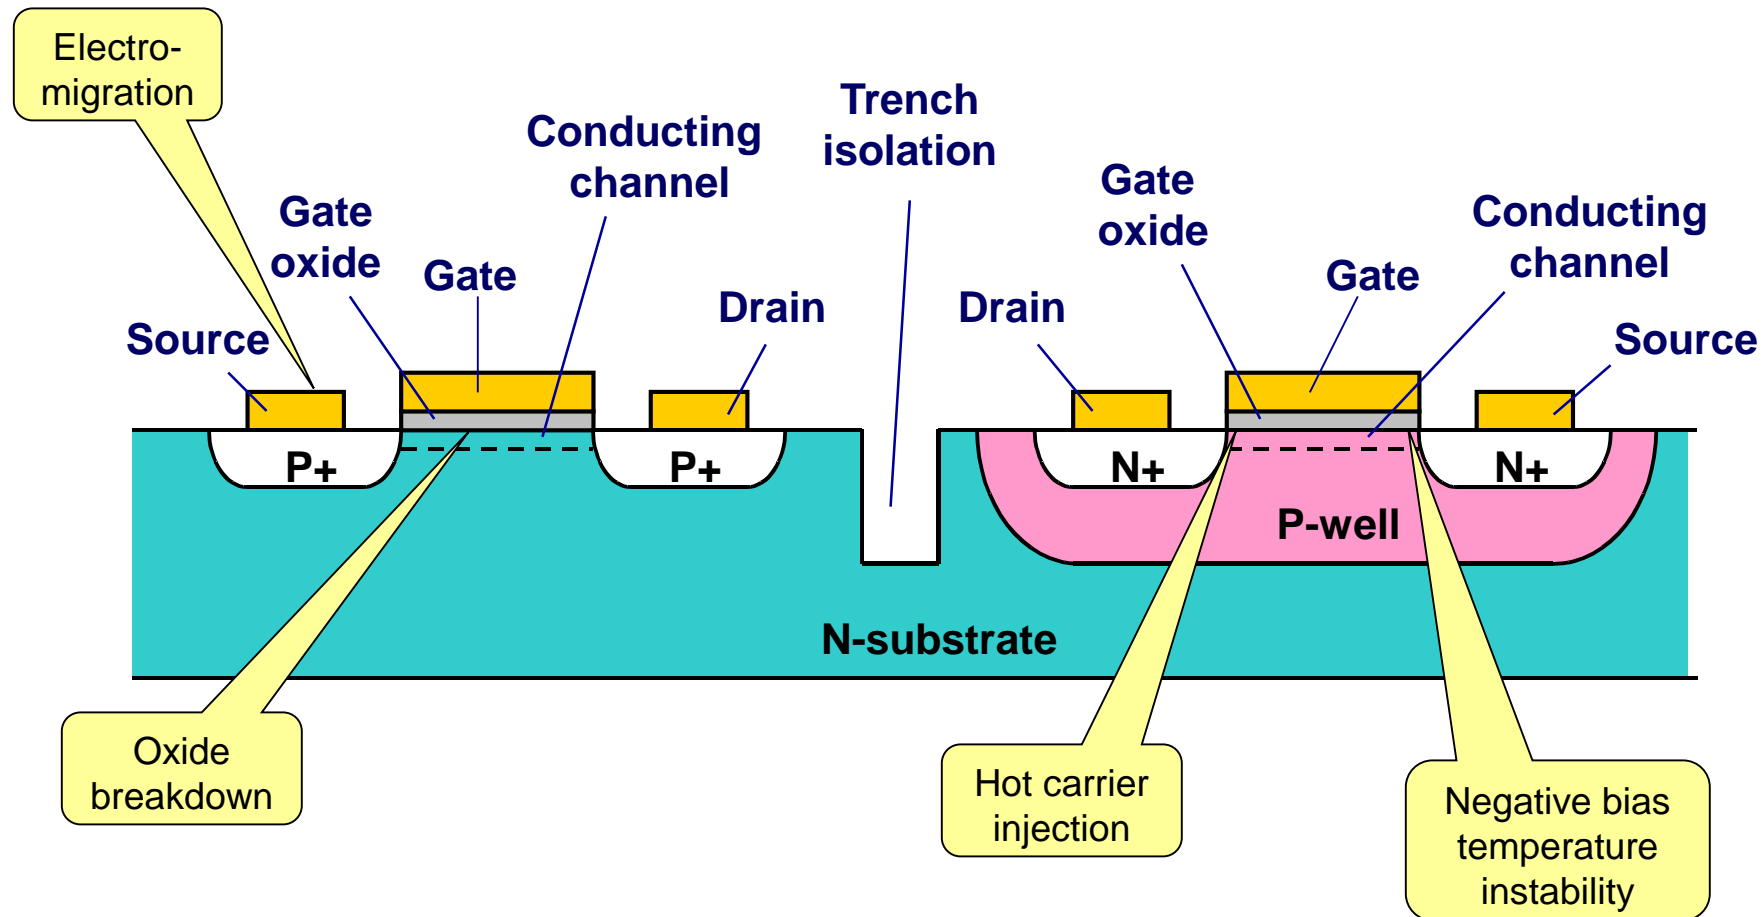 Electro-
migration
Conducting
channel
Trench
isolation
Gate
oxide
Gate
Source
Drain
Gate
oxide
Conducting
channel
Drain
Gate
Source
P+
P+
N+
N+
P-well
N-substrate
Oxide
breakdown
Hot carrier
injection
Negative bias
temperature
instability